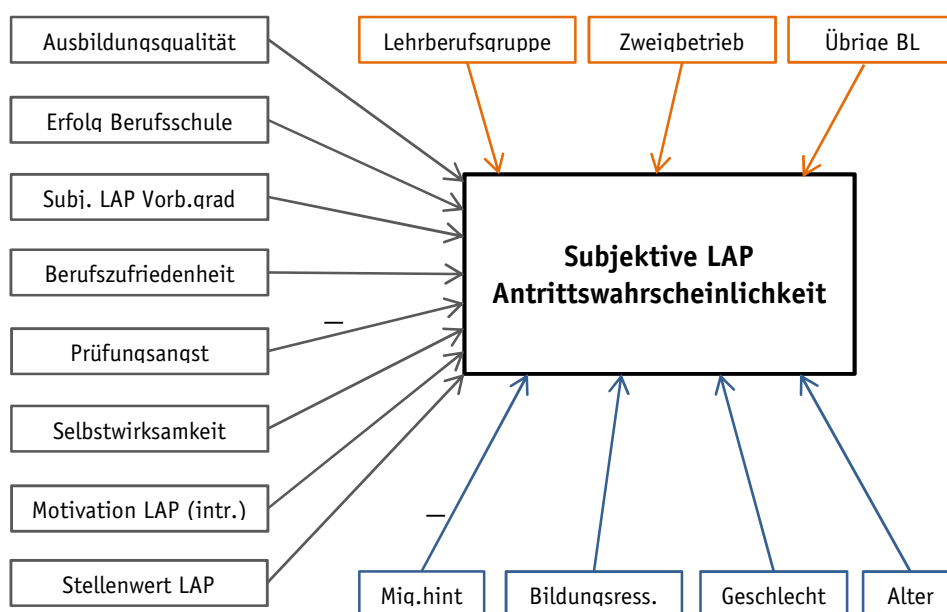 Ausbildungsqualität
Lehrberufsgruppe
Zweigbetrieb
Übrige BL
Erfolg Berufsschule
Subj. LAP Vorb.grad
Berufszufriedenheit
Subjektive LAP
Antrittswahrscheinlichkeit
–
Prüfungsangst
Selbstwirksamkeit
Motivation LAP (intr.)
–
Stellenwert LAP
Mig.hint
Bildungsress.
Geschlecht
Alter